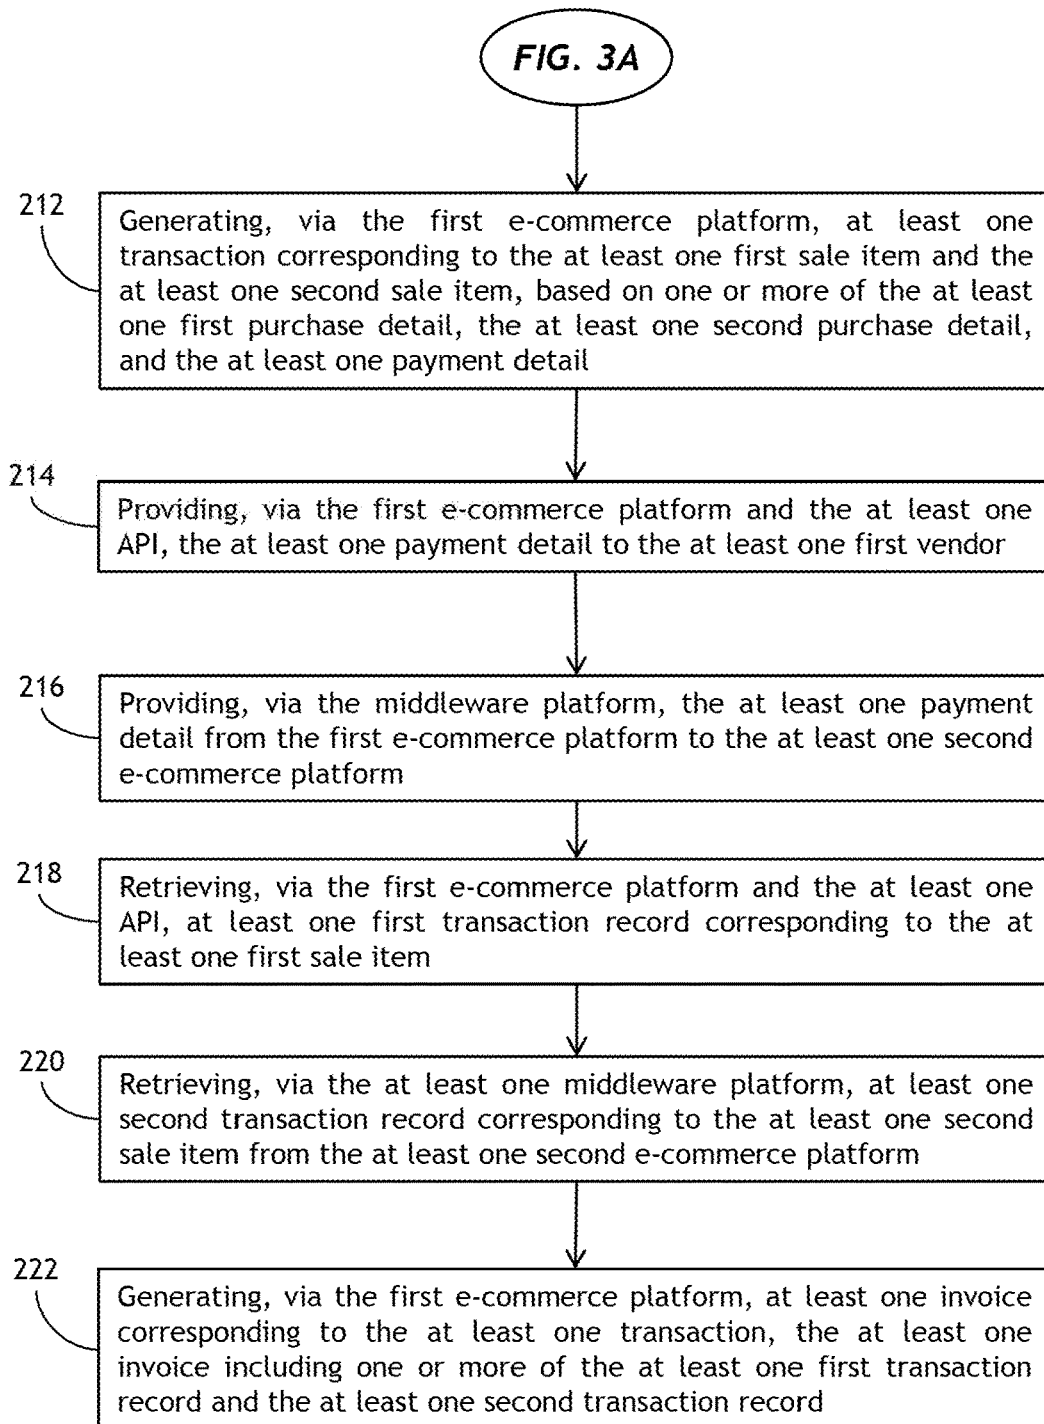 FIG. 3A
212
Generating, via the first e-commerce platform, at least one
transaction corresponding to the at least one first sale item and the
at least one second sale item, based on one or more of the at least
one first purchase detail, the at least one second purchase detail,
and the at least one payment detail
214
Providing, via the first e-commerce platform and the at least one
API, the at least one payment detail to the at least one first vendor
216
Providing, via the middleware platform, the at least one payment
detail from the first e-commerce platform to the at least one second
e-commerce platform
218
Retrieving, via the first e-commerce platform and the at least one
API, at least one first transaction record corresponding to the at
least one first sale item
220
Retrieving, via the at least one middleware platform, at least one
second transaction record corresponding to the at least one second
sale item from the at least one second e-commerce platform
222
Generating, via the first e-commerce platform, at least one invoice
corresponding to the at least one transaction, the at least one
invoice including one or more of the at least one first transaction
record and the at least one second transaction record